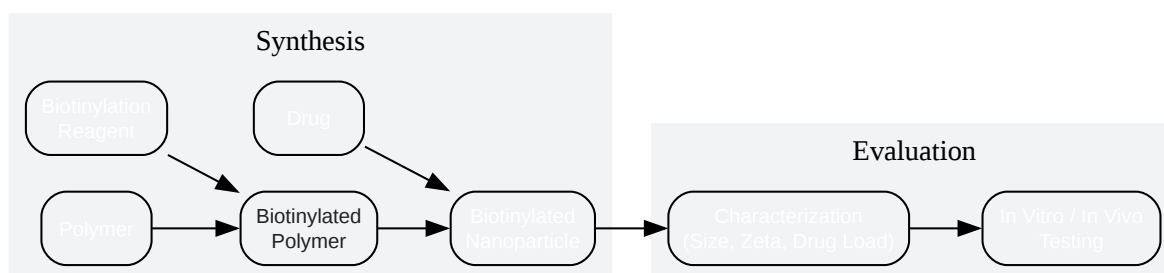 Synthesis
Biotinylation
Reagent
Drug
Polymer
Biotinylated
Polymer
Biotinylated
Nanoparticle
Evaluation
Characterization
(Size, Zeta, Drug Load)
In Vitro / In Vivo
Testing